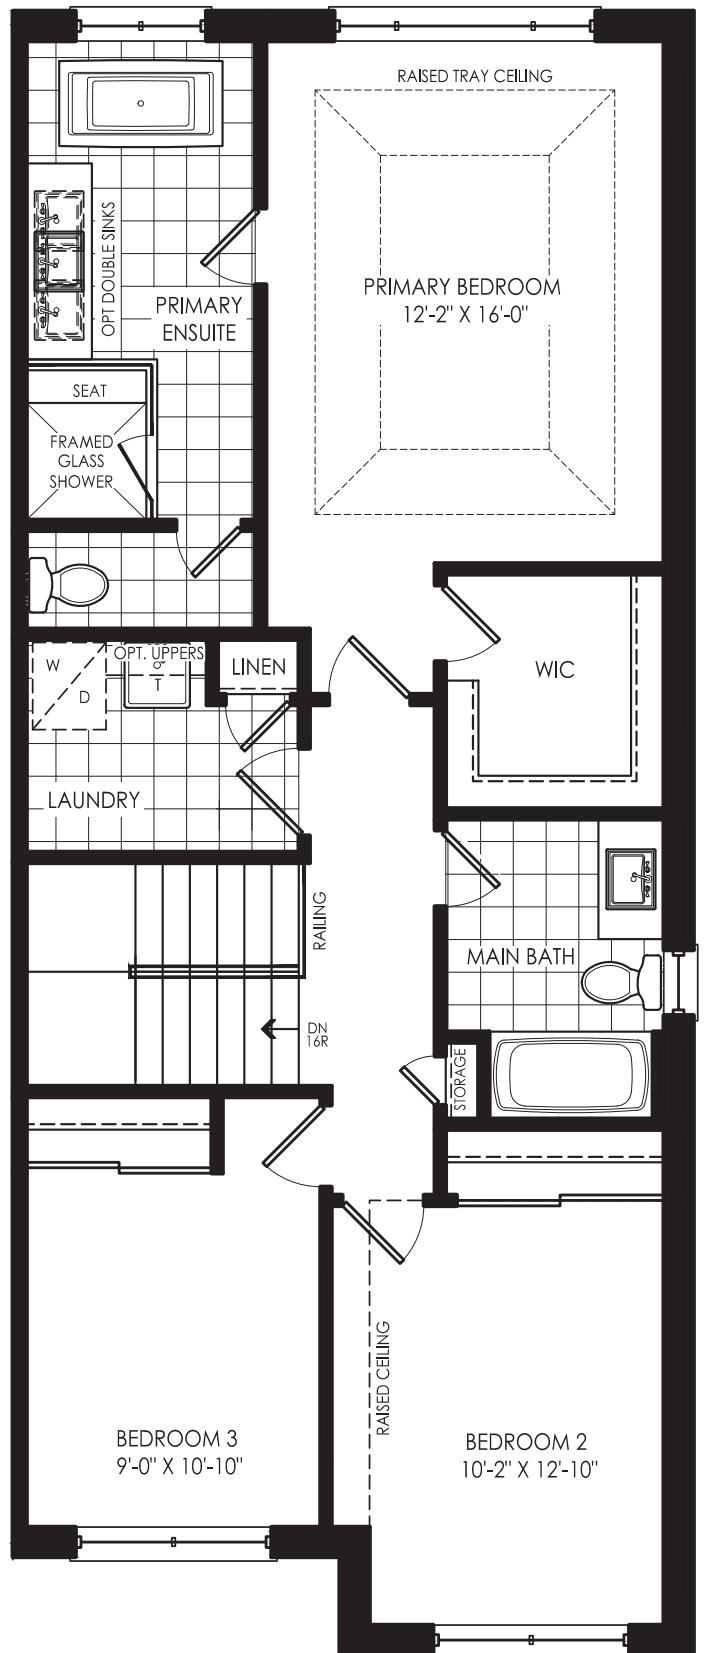 RAISED TRAY CEILING
OPT DOUBLE SINKS
PRIMARY BEDROOM
12'-2" X 16'-0"
PRIMARY
ENSUITE
SEAT
FRAMED
GLASS
SHOWER
W
D
OPT. UPPERS
T
LINEN
WIC
LAUNDRY
RAILING
MAIN BATH
DN
16R
STORAGE
RAISED CEILING
BEDROOM 3
9'-0" X 10'-10"
BEDROOM 2
10'-2" X 12'-10"